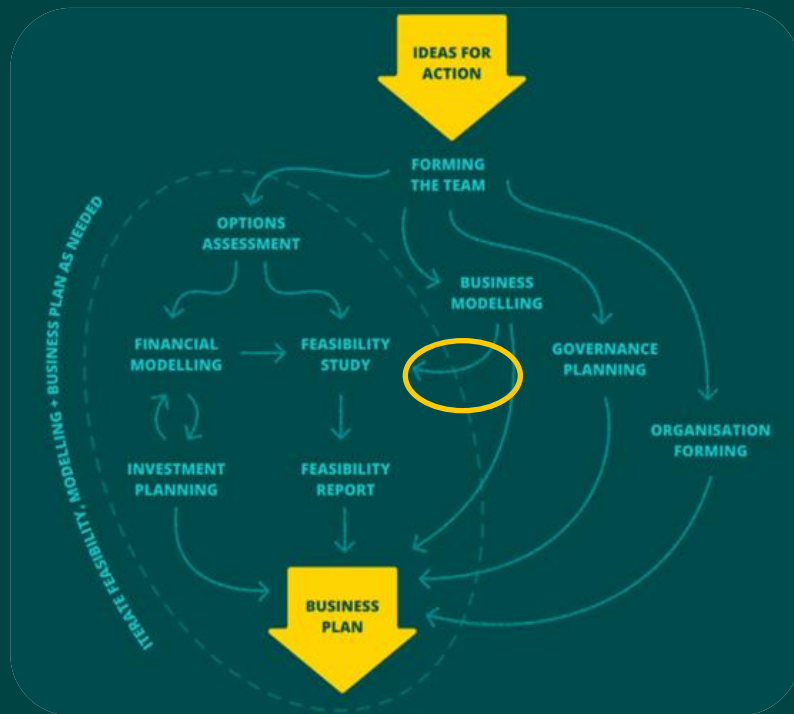 IDEAS FOR
ACTION
FORMING
THE TEAM
OPTIONS
ASSESSMENT
BUSINESS
MODELLING
FINANCIAL
MODELLING
FEASIBILITY
STUDY
GOVERNANCE
PLANNING
ORGANISATION
FORMING
INVESTMENT
PLANNING
FEASIBILITY
REPORT
BUSINESS
PLAN
ITERATE FEASIBILITY, MODELLING + BUSINESS PLAN AS NEEDED